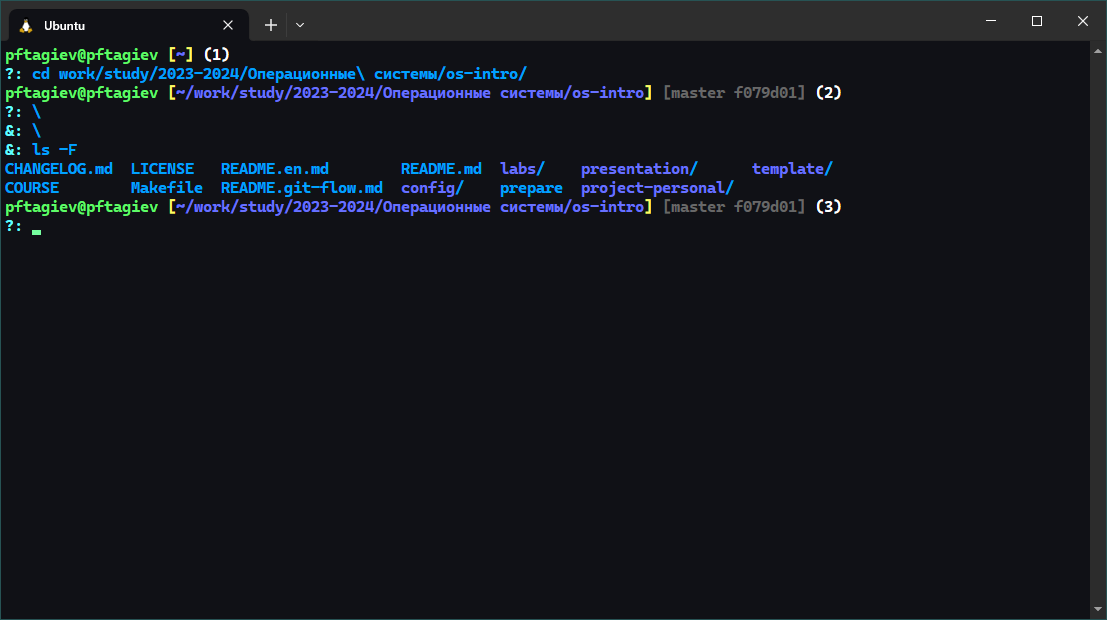 Ubuntu
pftagiev@pftagiev [~] (1)
?: cd work/study/2023-2024/Операционные\ системы/os-intro/
pftagiev@pftagiev [~/work/study/2023-2024/Операционные системы/os-intro] [master f079d01] (2)
?: \
&: \
&: ls -F
CHANGELOG.md  LICENSE   README.en.md        README.md  labs/    presentation/      template/
COURSE        Makefile  README.git-flow.md  config/    prepare  project-personal/
pftagiev@pftagiev [~/work/study/2023-2024/Операционные системы/os-intro] [master f079d01] (3)
?: